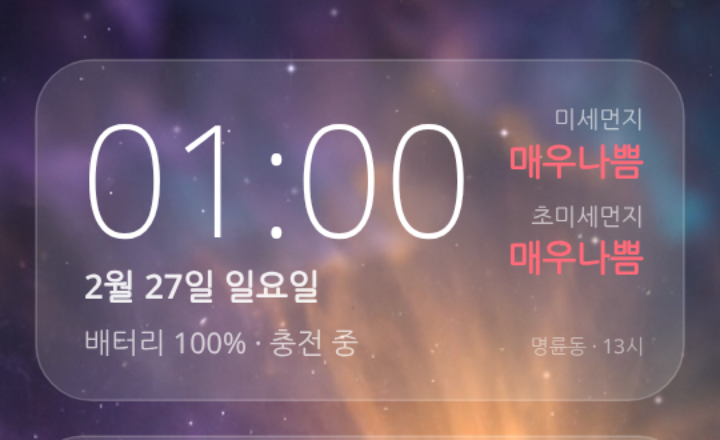 01:00
2월 27일 일요일
배터리 100% · 충전 중
미세먼지
매우나쁨
초미세먼지
매우나쁨
명륜동 · 13시